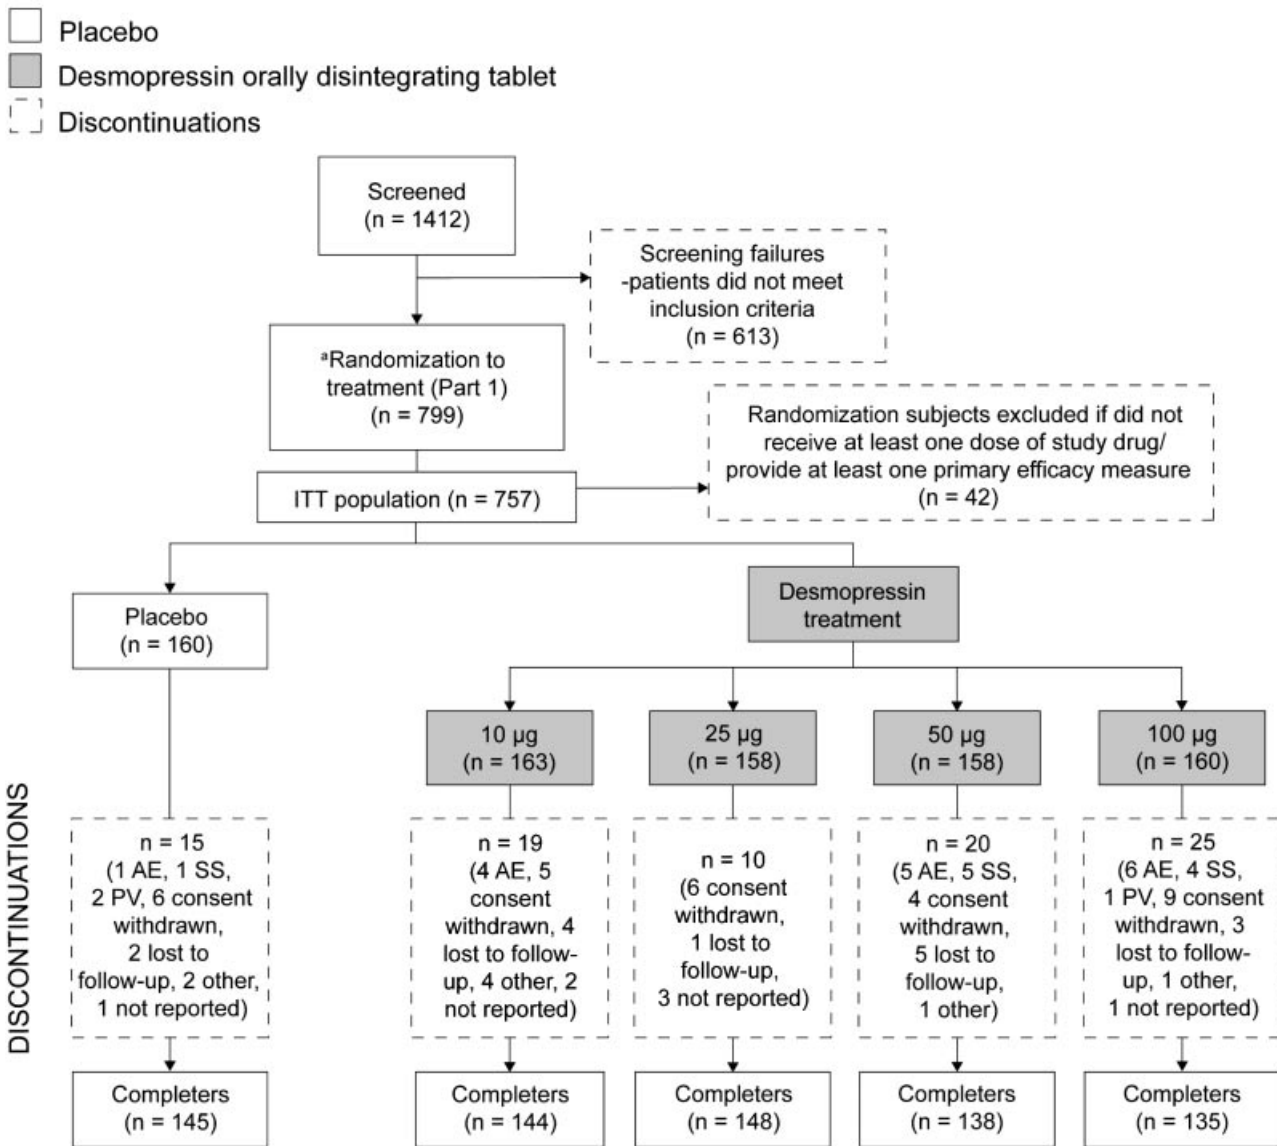 Placebo
Desmopressin orally disintegrating tablet
Discontinuations
Screened
(n = 1412)
Screening failures
-patients did not meet
inclusion criteria
(n = 613)
aRandomization to
treatment (Part 1)
(n = 799)
Randomization subjects excluded if did not
receive at least one dose of study drug/
provide at least one primary efficacy measure
(n = 42)
ITT population (n = 757)
Placebo
(n = 160)
Desmopressin
treatment
10 µg
(n = 163)
25 µg
(n = 158)
50 µg
(n = 158)
100 µg
(n = 160)
DISCONTINUATIONS
n = 15
(1 AE, 1 SS,
2 PV, 6 consent
withdrawn,
2 lost to
follow-up, 2 other,
1 not reported)
n = 19
(4 AE, 5
consent
withdrawn, 4
lost to follow-
up, 4 other, 2
not reported)
n = 10
(6 consent
withdrawn,
1 lost to
follow-up,
3 not reported)
n = 20
(5 AE, 5 SS,
4 consent
withdrawn,
5 lost to
follow-up,
1 other)
n = 25
(6 AE, 4 SS,
1 PV, 9 consent
withdrawn, 3
lost to follow-
up, 1 other,
1 not reported)
Completers
(n = 145)
Completers
(n = 144)
Completers
(n = 148)
Completers
(n = 138)
Completers
(n = 135)